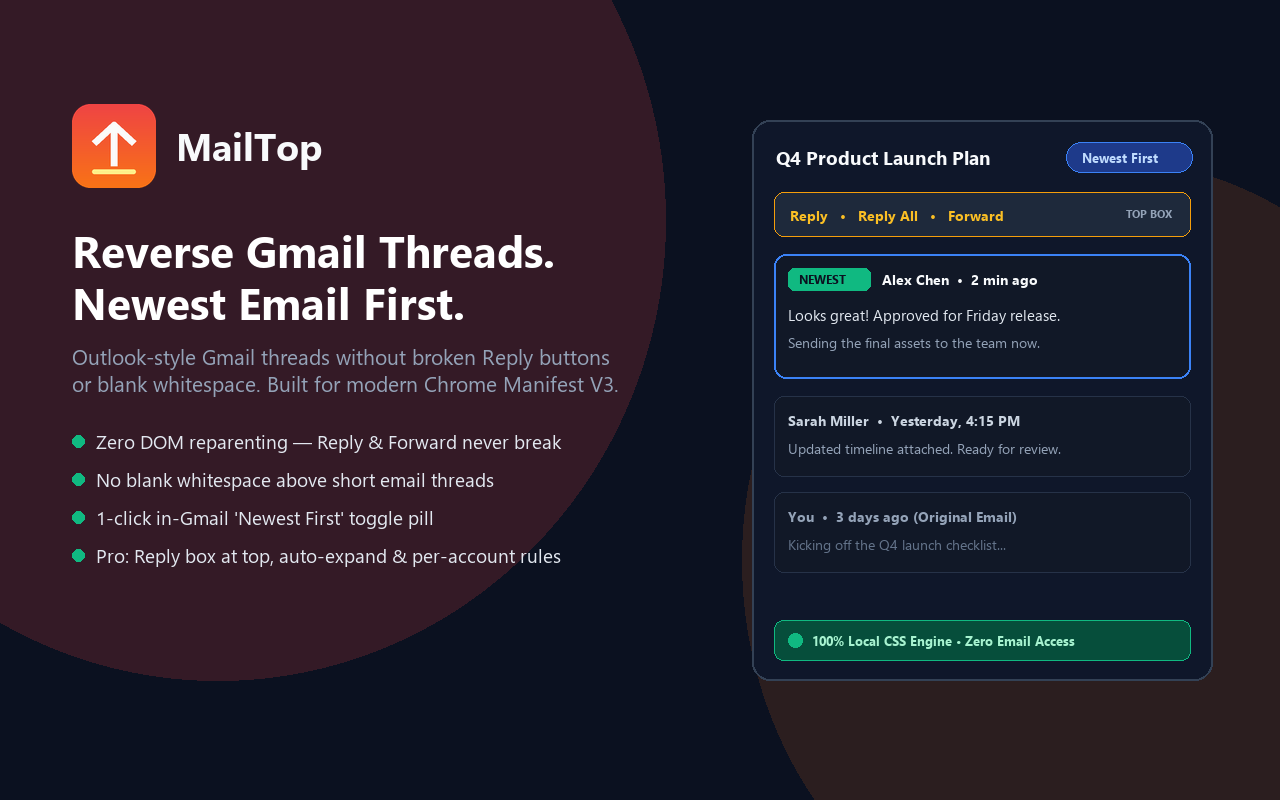 MailTop
Reverse Gmail Threads.
Newest Email First.
Outlook-style Gmail threads without broken Reply buttons
or blank whitespace. Built for modern Chrome Manifest V3.
Zero DOM reparenting — Reply & Forward never break
No blank whitespace above short email threads
1-click in-Gmail 'Newest First' toggle pill
Pro: Reply box at top, auto-expand & per-account rules
Q4 Product Launch Plan
Newest First
Reply • Reply All • Forward
TOP BOX
NEWEST
Alex Chen • 2 min ago
Looks great! Approved for Friday release.
Sending the final assets to the team now.
Sarah Miller • Yesterday, 4:15 PM
Updated timeline attached. Ready for review.
You • 3 days ago (Original Email)
Kicking off the Q4 launch checklist...
100% Local CSS Engine • Zero Email Access